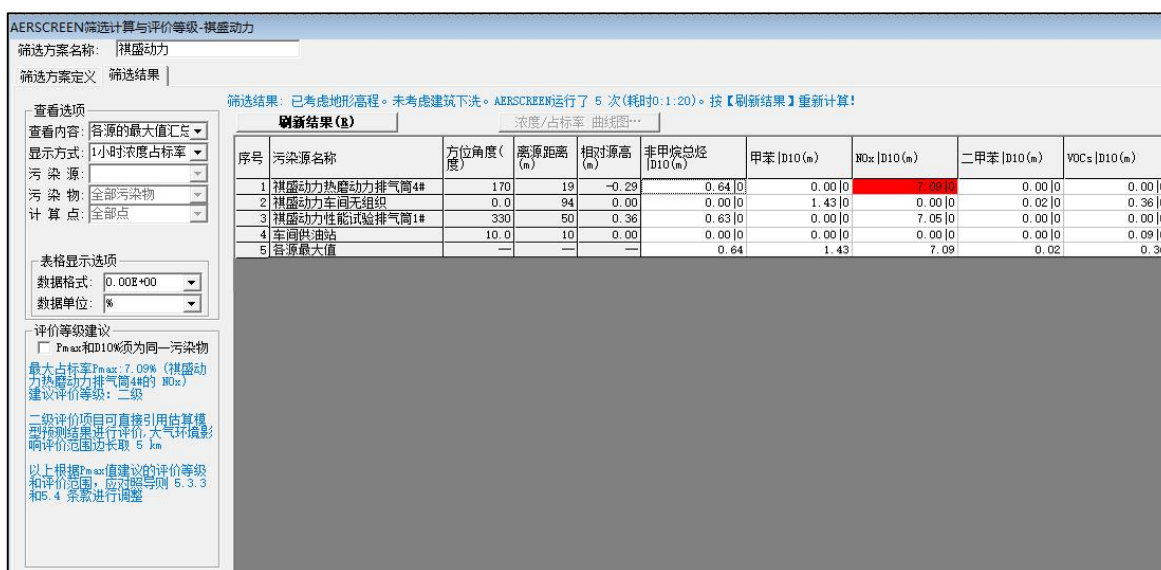 AERSCREEN筛选计算与评价等级-祺盛动力
筛选方案名称: 祺盛动力
筛选方案定义 筛选结果
筛选结果: 已考虑地形高程。未考虑建筑下洗。AERSCREEN运行了 5 次(耗时0:1:20)。按【刷新结果】重新计算!
查看选项
查看内容: 各源的最大值汇总
显示方式: 1小时浓度占标率
污 染 源:
污 染 物: 全部污染物
计 算 点: 全部点
表格显示选项
数据格式: 0.00E+00
数据单位: %
评价等级建议
Pmax和D10%须为同一污染物
最大占标率Pmax:7.09% (祺盛动
力热磨动力排气筒4#的 NOx)
建议评价等级: 二级
二级评价项目可直接引用估算模
型预测结果进行评价,大气环境影
响评价范围边长取 5 km
以上根据Pmax值建议的评价等级
和评价范围, 应对照导则 5.3.3
和5.4 条款进行调整
刷新结果(R) 浓度/占标率 曲线图…
序号 污染源名称 方位角度(度) 离源距离(m) 相对源高(m) 非甲烷总烃|D10(m) 甲苯|D10(m) NOx|D10(m) 二甲苯|D10(m) VOCs|D10(m)
1 祺盛动力热磨动力排气筒4# 170 19 -0.29 0.64|0 0.00|0 7.09|0 0.00|0 0.00|
2 祺盛动力车间无组织 0.0 94 0.00 0.00|0 1.43|0 0.00|0 0.02|0 0.36|
3 祺盛动力性能试验排气筒1# 330 50 0.36 0.63|0 0.00|0 7.05|0 0.00|0 0.00|
4 车间供油站 10.0 10 0.00 0.00|0 0.00|0 0.00|0 0.00|0 0.09|
5 各源最大值 — — — 0.64 1.43 7.09 0.02